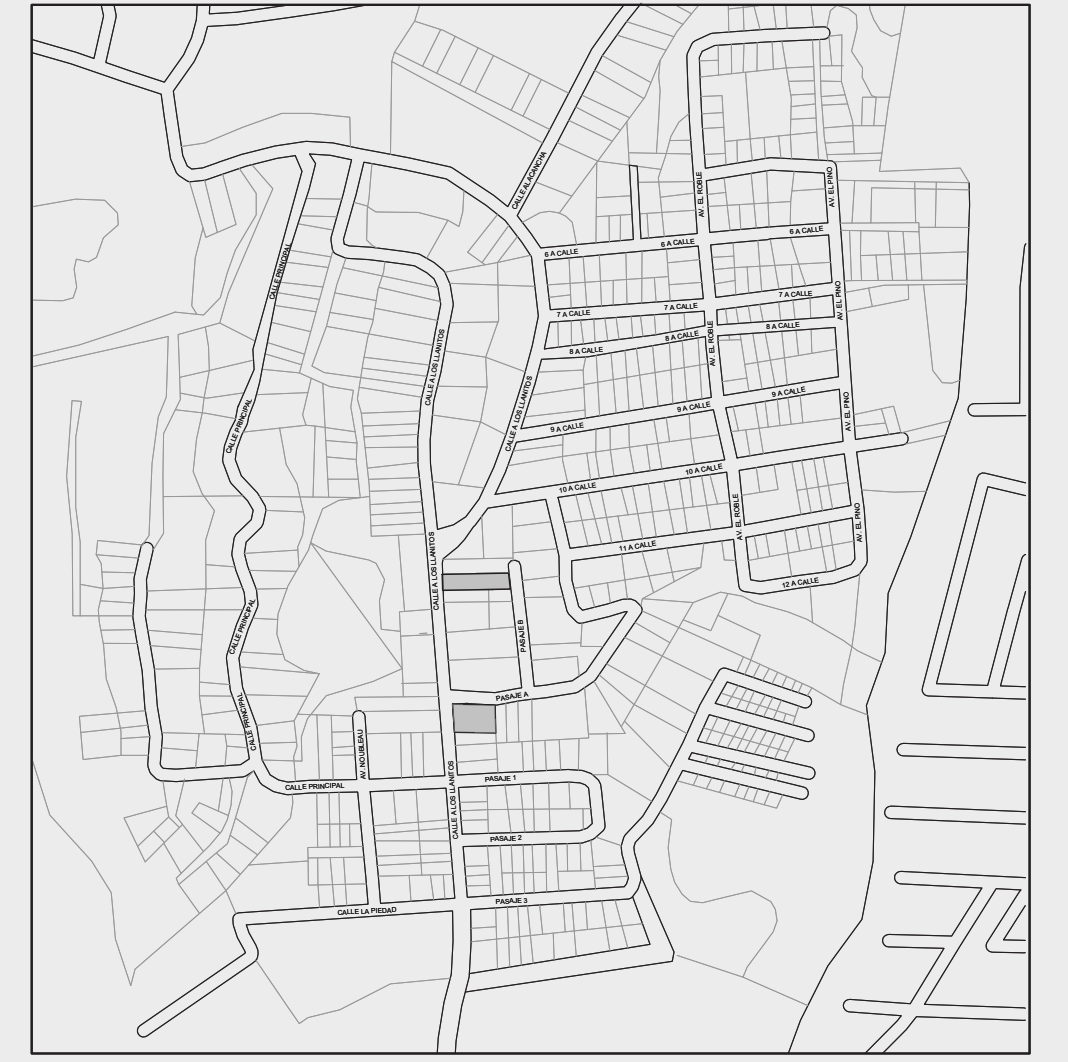 CALLE ALACANCHA
AV. EL ROBLE
AV. EL PINO
6 A CALLE
6 A CALLE
6 A CALLE
CALLE PRINCIPAL
7 A CALLE
AV. EL PINO
7 A CALLE
7 A CALLE
8 A CALLE
AV. EL ROBLE
8 A CALLE
8 A CALLE
CALLE A LOS LLANITOS
CALLE A LOS LLANITOS
9 A CALLE
9 A CALLE
9 A CALLE
AV. EL PINO
CALLE PRINCIPAL
10 A CALLE
10 A CALLE
AV. EL ROBLE
AV. EL PINO
11 A CALLE
CALLE A LOS LLANITOS
12 A CALLE
CALLE PRINCIPAL
PASAJE B
PASAJE A
CALLE PRINCIPAL
AV. NOUBLEAU
CALLE PRINCIPAL
CALLE A LOS LLANITOS
PASAJE 1
PASAJE 2
PASAJE 3
CALLE LA PIEDAD